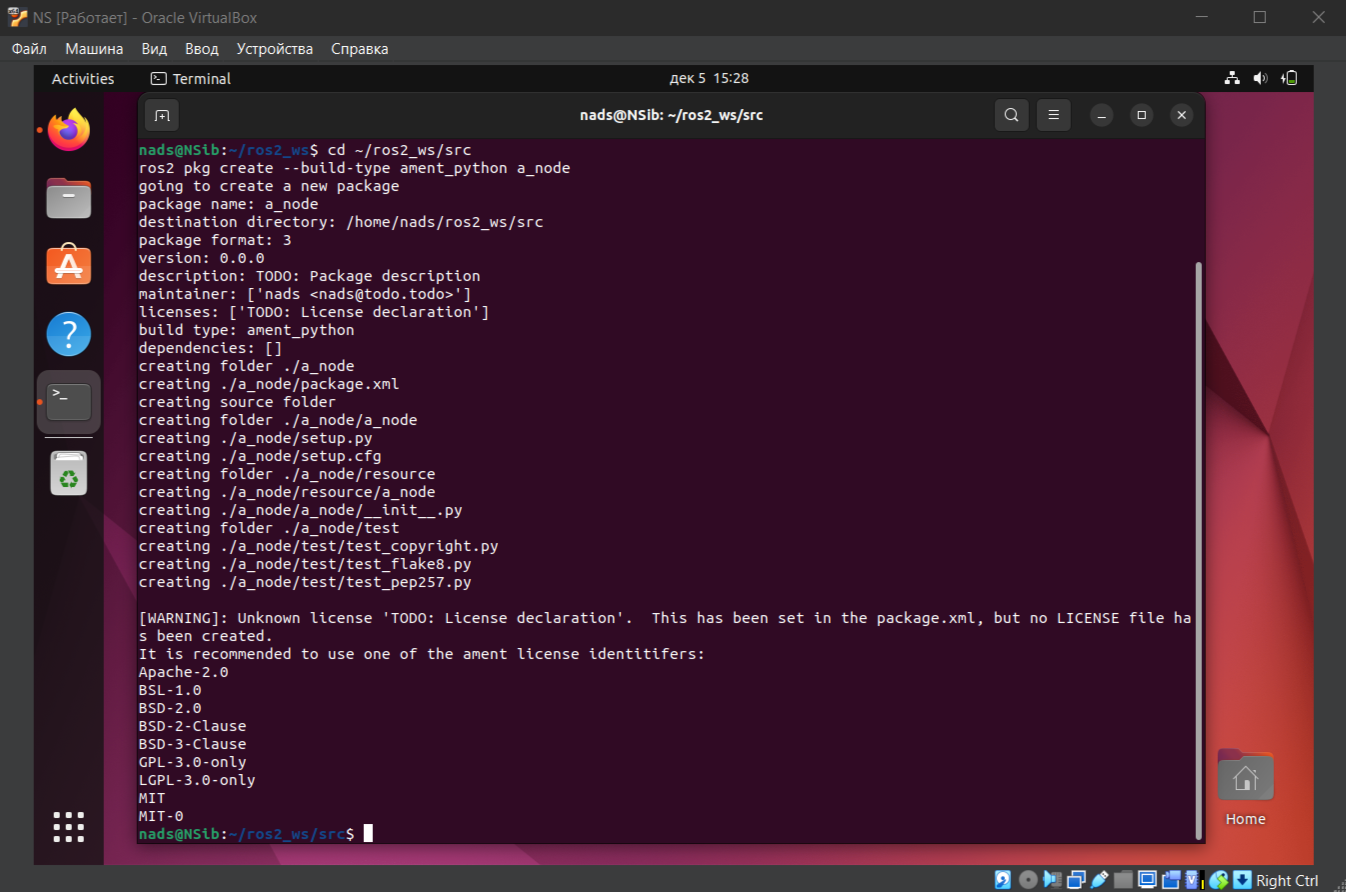 NS [Работает] - Oracle VirtualBox
Файл Машина Вид Ввод Устройства Справка
Activities Terminal дек 5 15:28
nads@NSib: ~/ros2_ws/src
nads@NSib:~/ros2_ws$ cd ~/ros2_ws/src
ros2 pkg create --build-type ament_python a_node
going to create a new package
package name: a_node
destination directory: /home/nads/ros2_ws/src
package format: 3
version: 0.0.0
description: TODO: Package description
maintainer: ['nads <nads@todo.todo>']
licenses: ['TODO: License declaration']
build type: ament_python
dependencies: []
creating folder ./a_node
creating ./a_node/package.xml
creating source folder
creating folder ./a_node/a_node
creating ./a_node/setup.py
creating ./a_node/setup.cfg
creating folder ./a_node/resource
creating ./a_node/resource/a_node
creating ./a_node/a_node/__init__.py
creating folder ./a_node/test
creating ./a_node/test/test_copyright.py
creating ./a_node/test/test_flake8.py
creating ./a_node/test/test_pep257.py
[WARNING]: Unknown license 'TODO: License declaration'.  This has been set in the package.xml, but no LICENSE file ha
s been created.
It is recommended to use one of the ament license identitifers:
Apache-2.0
BSL-1.0
BSD-2.0
BSD-2-Clause
BSD-3-Clause
GPL-3.0-only
LGPL-3.0-only
MIT
MIT-0
nads@NSib:~/ros2_ws/src$
Home
Right Ctrl